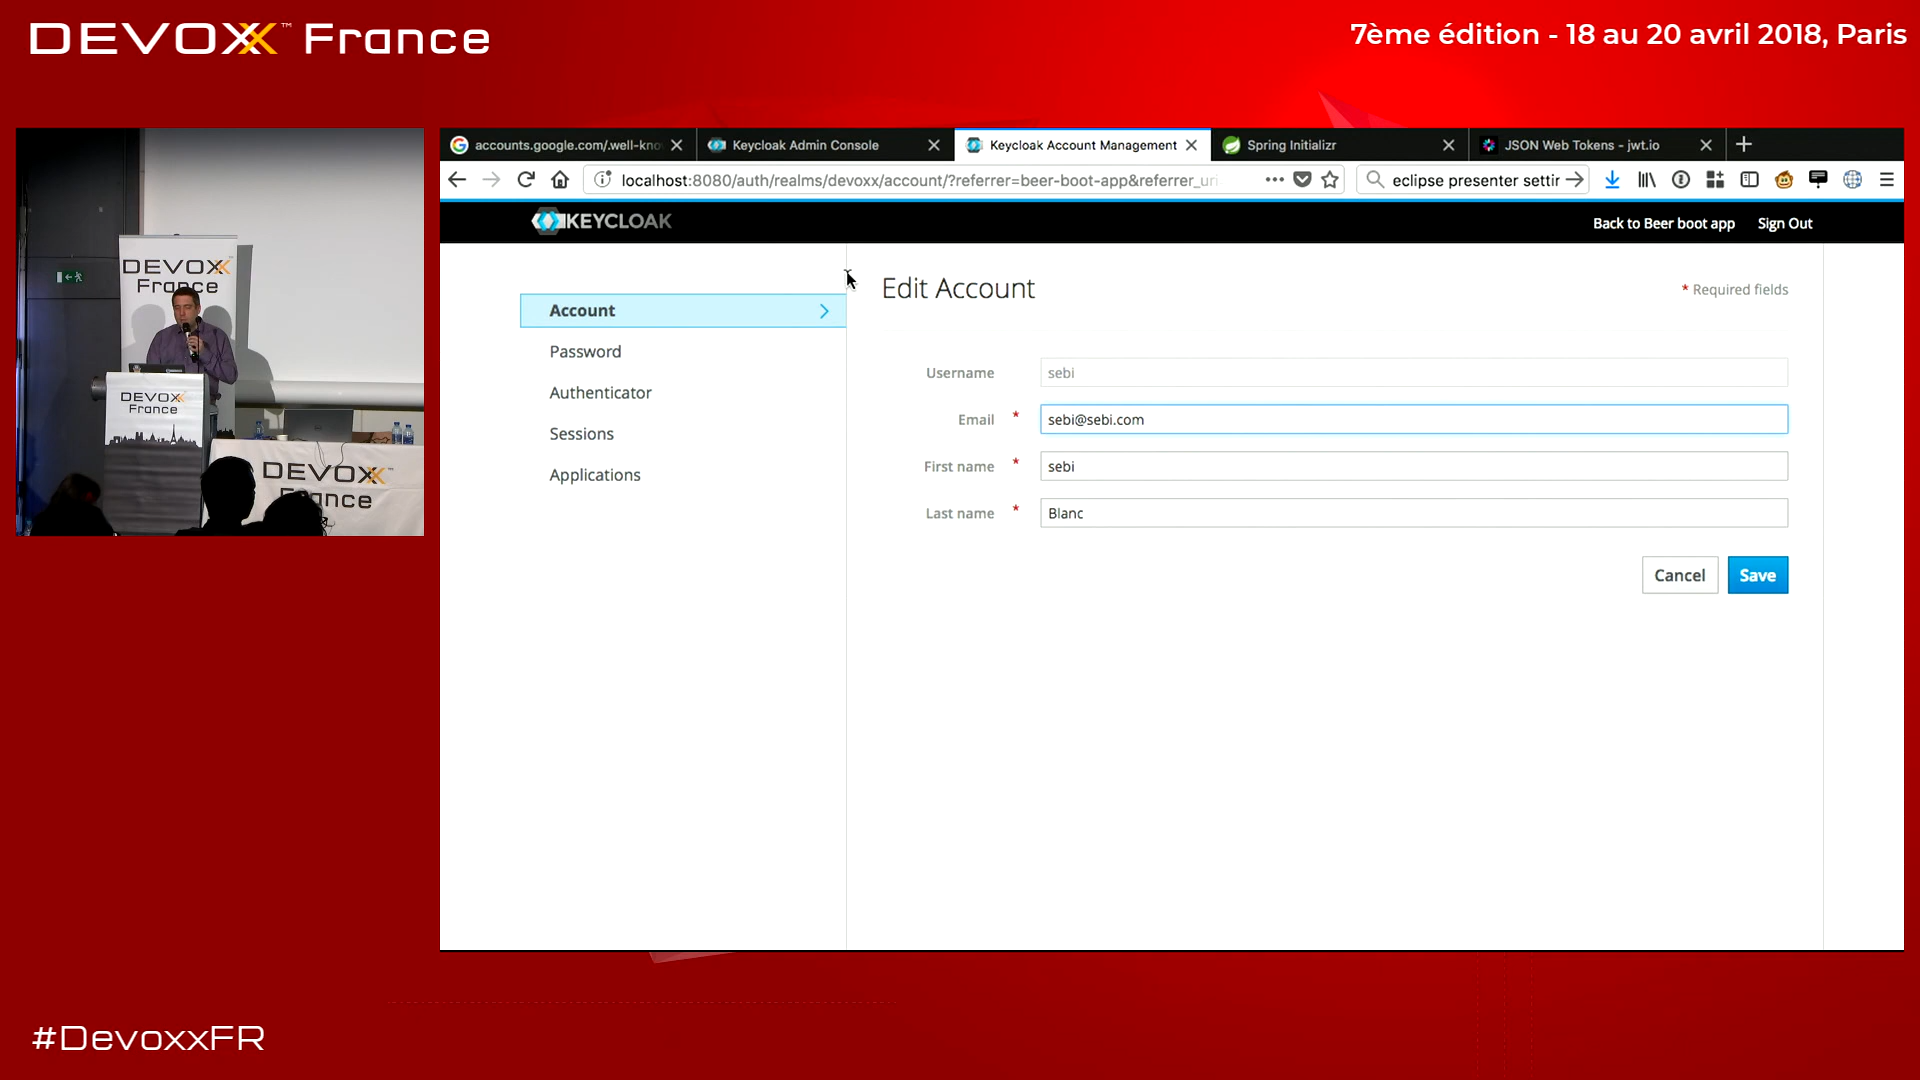 DEVOXX™ France
7ème édition - 18 au 20 avril 2018, Paris
accounts.google.com/.well-kno
Keycloak Admin Console
Keycloak Account Management
Spring Initializr
JSON Web Tokens - jwt.io
localhost:8080/auth/realms/devoxx/account/?referrer=beer-boot-app&referrer_uri
eclipse presenter settir
KEYCLOAK
Back to Beer boot app
Sign Out
Account
Password
Authenticator
Sessions
Applications
Edit Account
* Required fields
Username
sebi
Email *
sebi@sebi.com
First name *
sebi
Last name *
Blanc
Cancel
Save
DEVOXX
France
DEVOXX
France
DEVOXX
France
#DevoxxFR